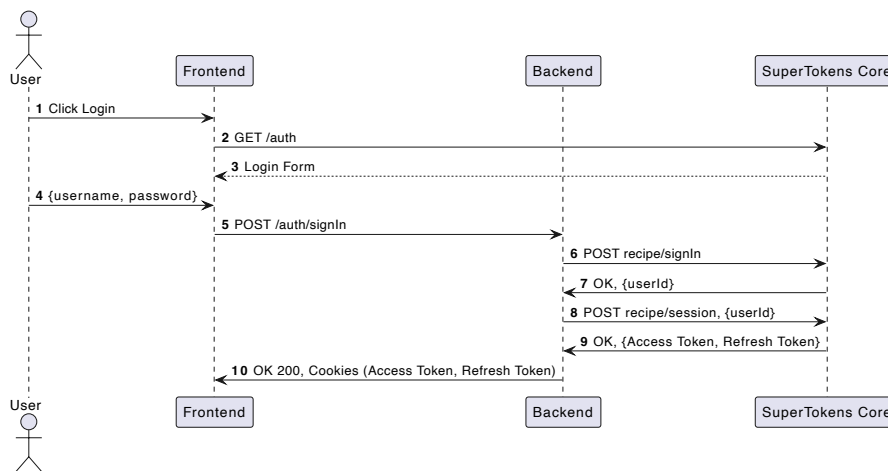 User
Frontend
Backend
SuperTokens Core
1 Click Login
2 GET /auth
3 Login Form
4 {username, password}
5 POST /auth/signIn
6 POST recipe/signIn
7 OK, {userId}
8 POST recipe/session, {userId}
9 OK, {Access Token, Refresh Token}
10 OK 200, Cookies (Access Token, Refresh Token)
User
Frontend
Backend
SuperTokens Core